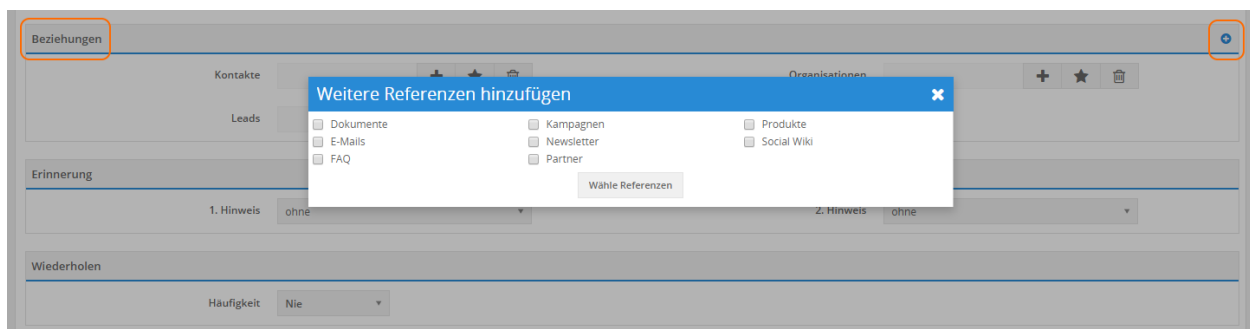 Beziehungen
Kontakte
Organisationen
Weitere Referenzen hinzufügen
Leads
Dokumente Kampagnen Produkte
E-Mails Newsletter Social Wiki
FAQ Partner
Wähle Referenzen
Erinnerung
1. Hinweis ohne 2. Hinweis ohne
Wiederholen
Häufigkeit Nie